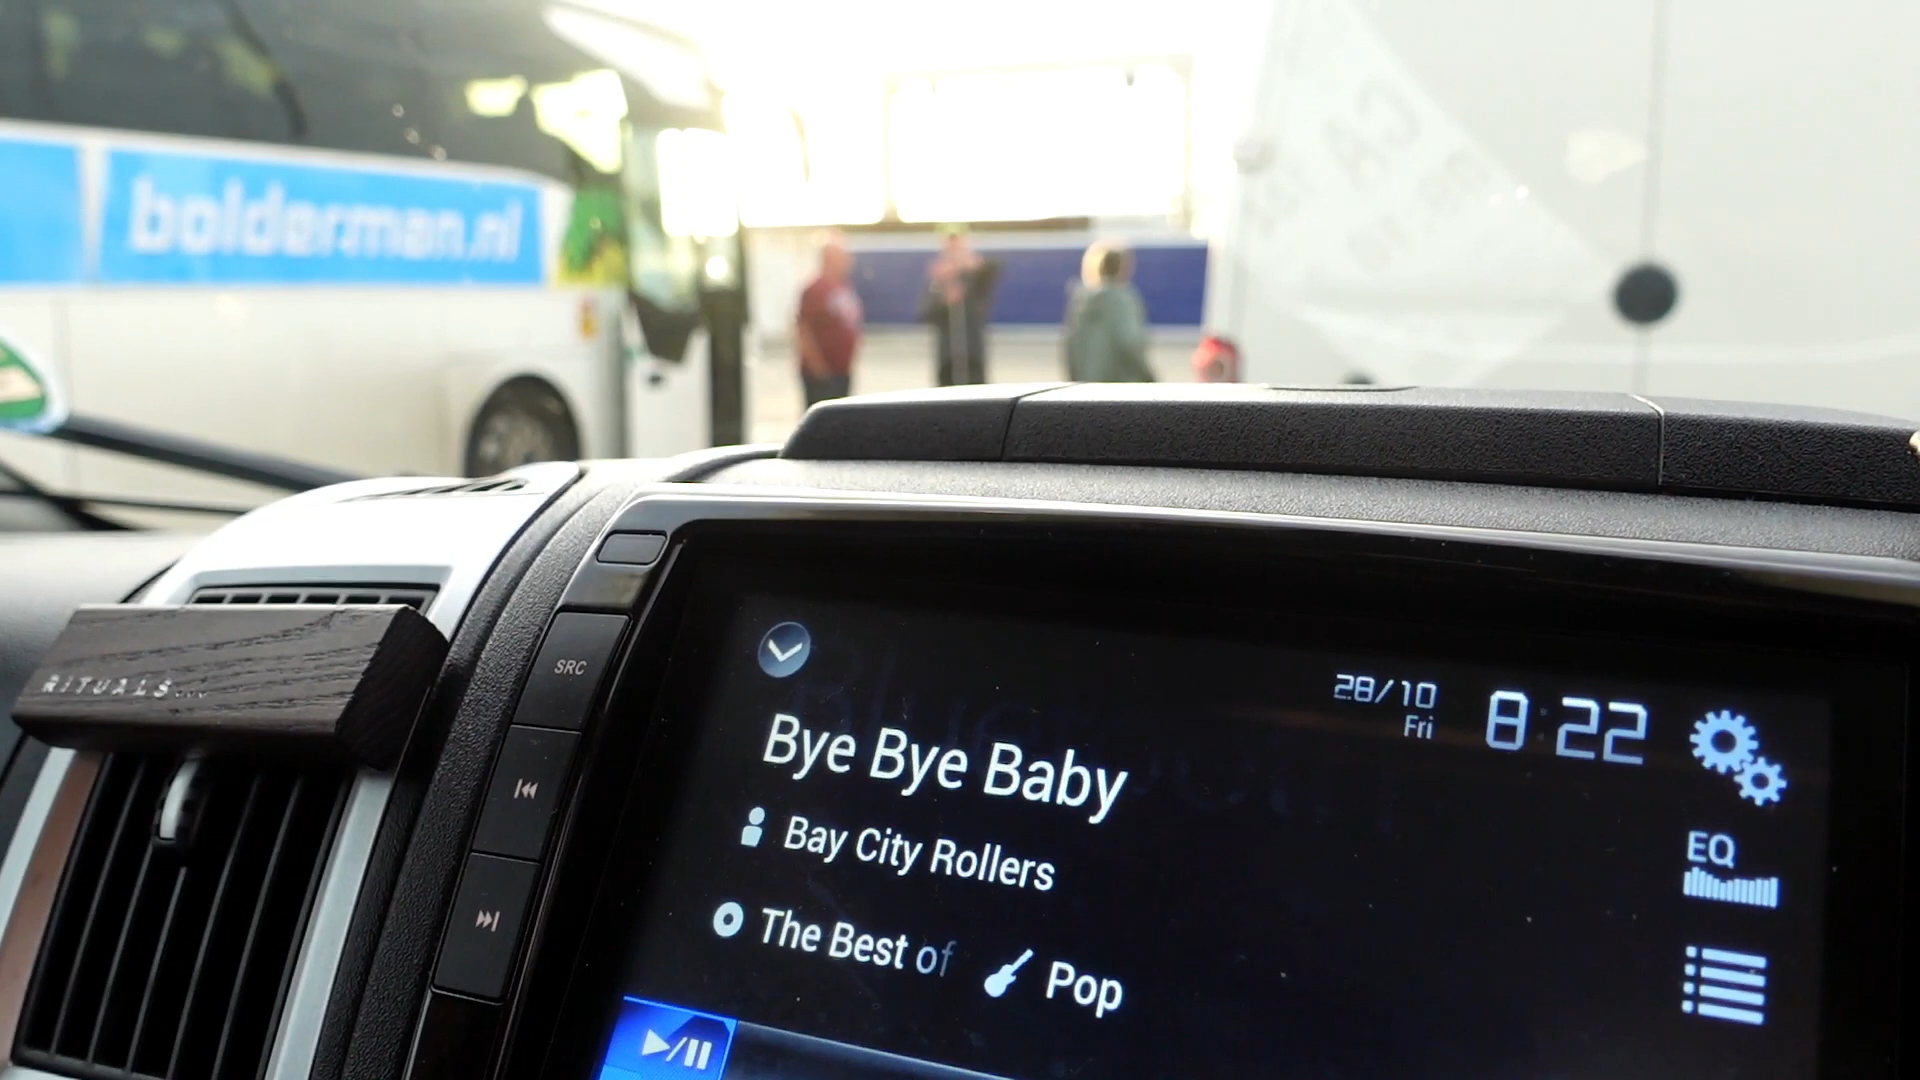 bolderman.nl
RITUALS...
SRC
28/10
Fri
8:22
Bye Bye Baby
Bay City Rollers
EQ
The Best of
Pop